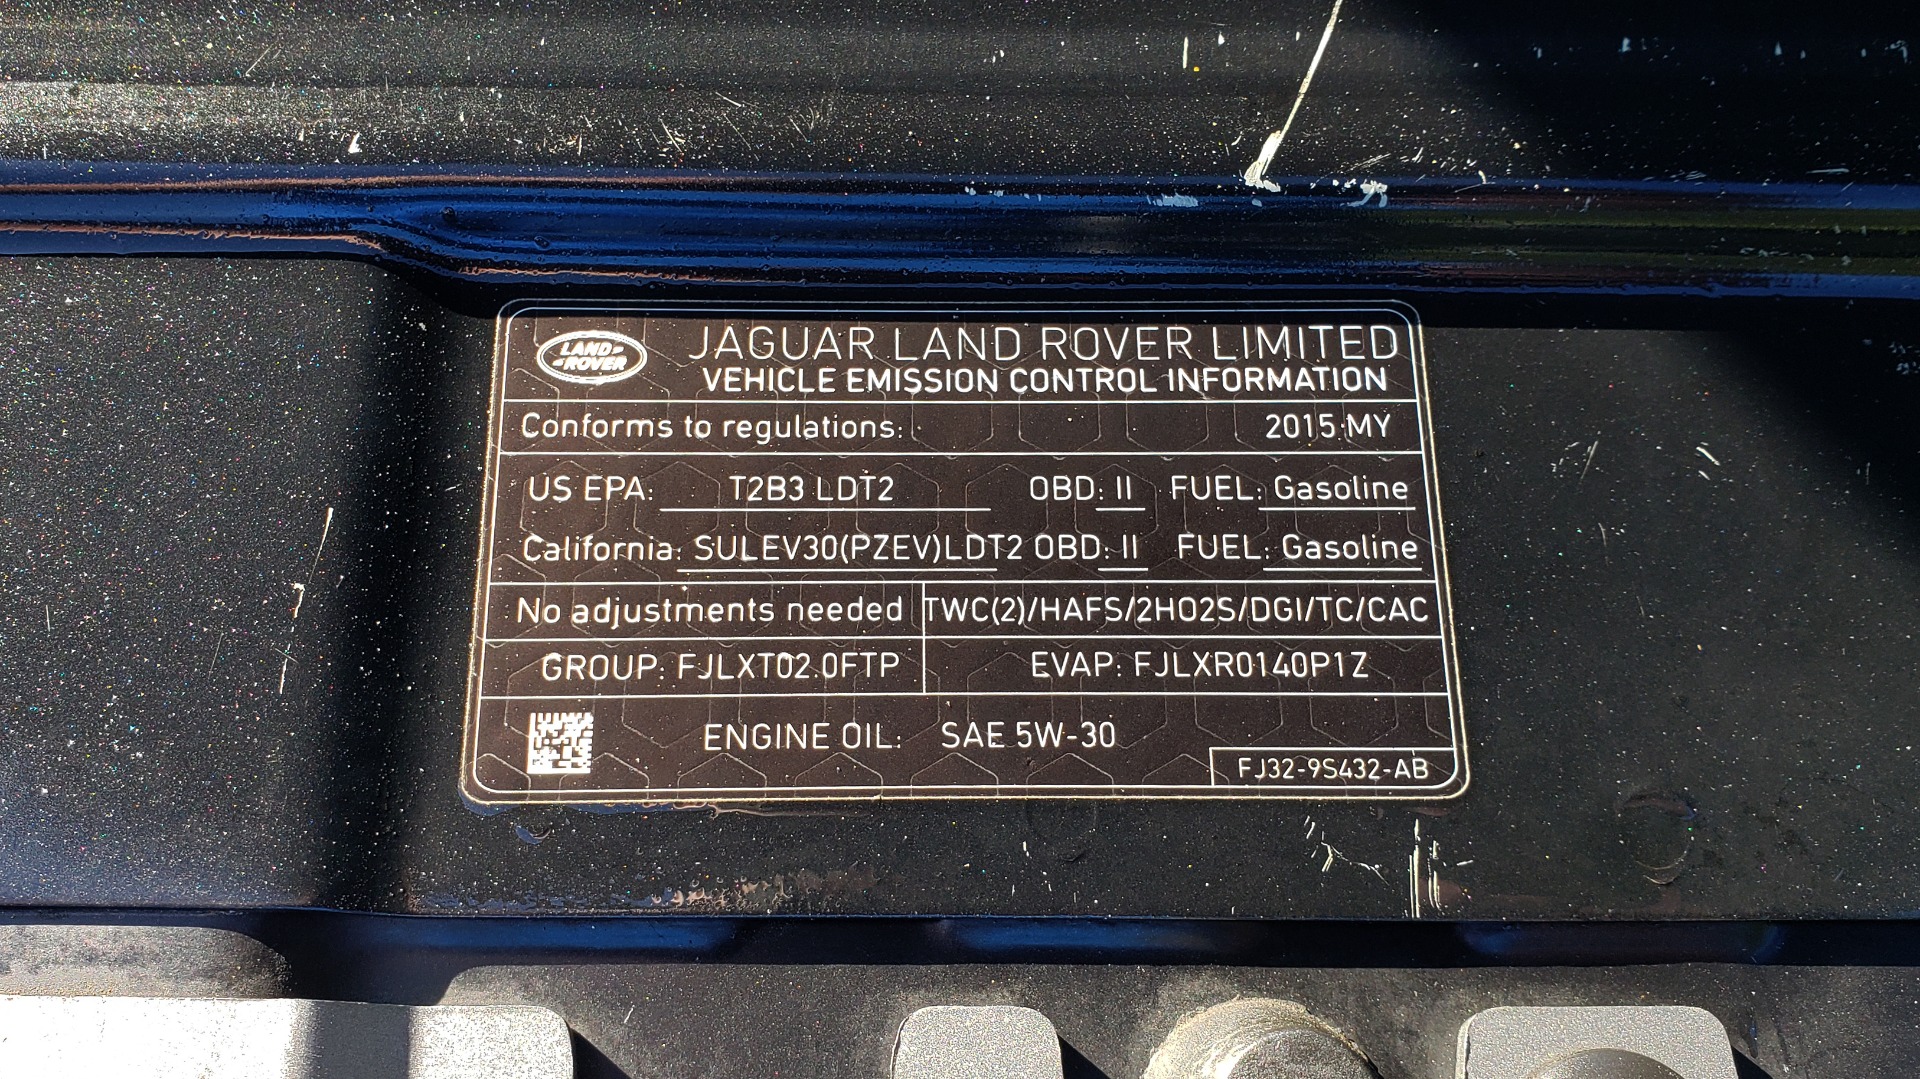 LAND ROVER
JAGUAR LAND ROVER LIMITED
VEHICLE EMISSION CONTROL INFORMATION
Conforms to regulations: 2015 MY
US EPA: T2B3 LDT2 OBD: II FUEL: Gasoline
California: SULEV30(PZEV)LDT2 OBD: II FUEL: Gasoline
No adjustments needed TWC(2)/HAFS/2HO2S/DGI/TC/CAC
GROUP: FJLXT02.0FTP EVAP: FJLXR0140P1Z
ENGINE OIL: SAE 5W-30
FJ32-9S432-AB